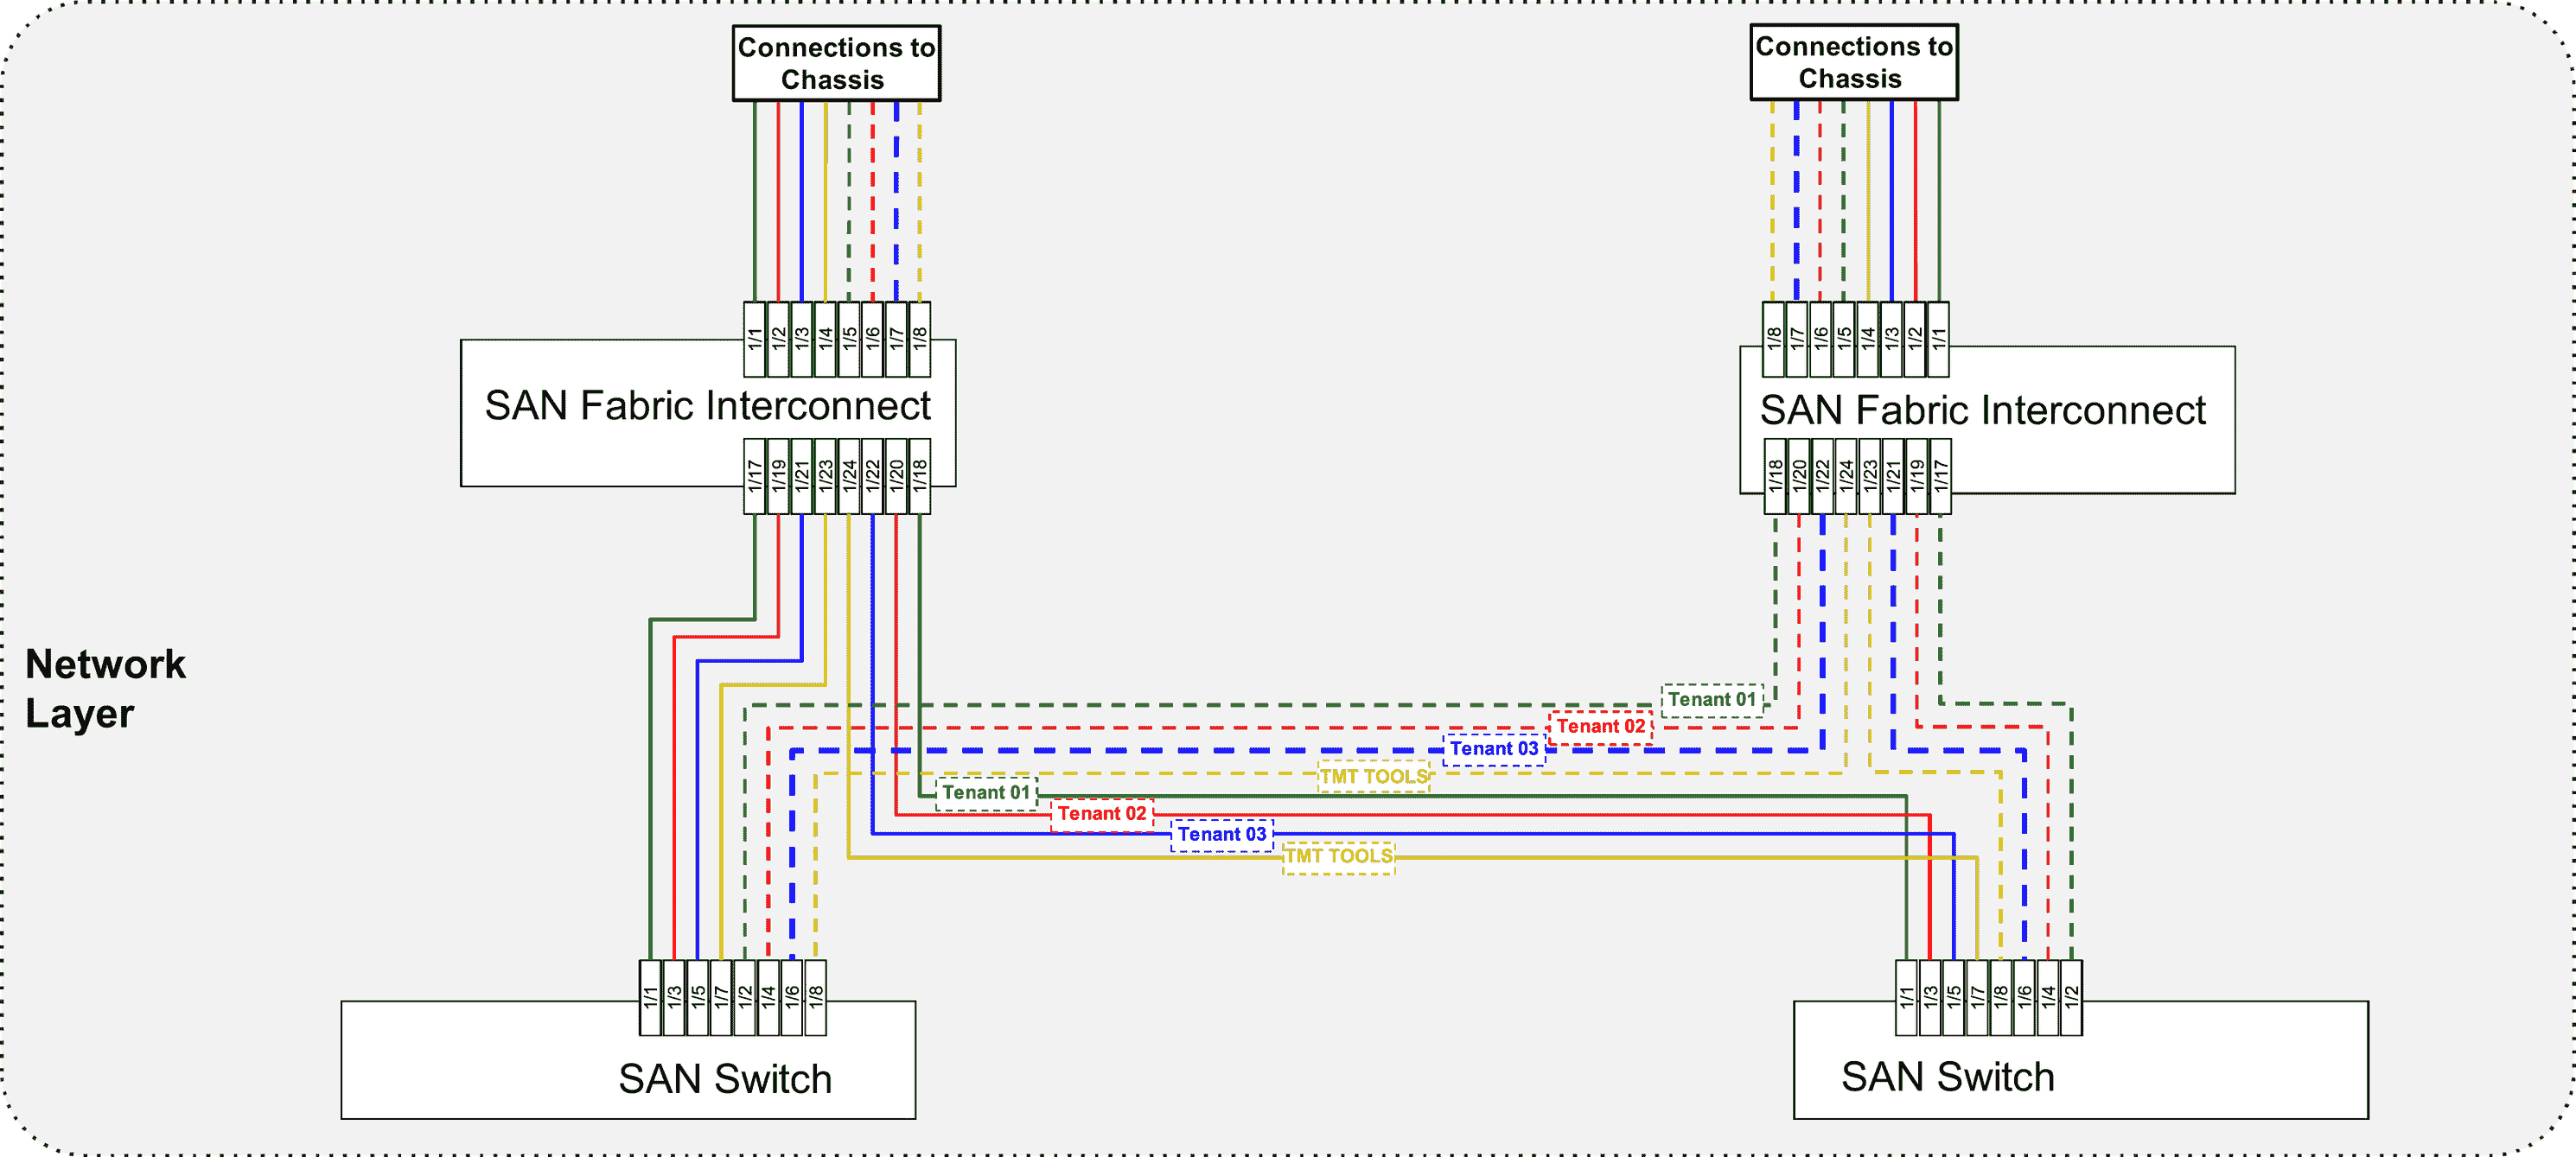 Connections to
Chassis
Connections to
Chassis
1/1 1/2 1/3 1/4 1/5 1/6 1/7 1/8
1/8 1/7 1/6 1/5 1/4 1/3 1/2 1/1
SAN Fabric Interconnect
SAN Fabric Interconnect
1/17 1/19 1/21 1/23 1/24 1/22 1/20 1/18
1/18 1/20 1/22 1/24 1/23 1/21 1/19 1/17
Network
Layer
Tenant 01
Tenant 02
Tenant 03
TMT TOOLS
Tenant 01
Tenant 02
Tenant 03
TMT TOOLS
1/1 1/3 1/5 1/7 1/2 1/4 1/6 1/8
1/1 1/3 1/5 1/7 1/8 1/6 1/4 1/2
SAN Switch
SAN Switch